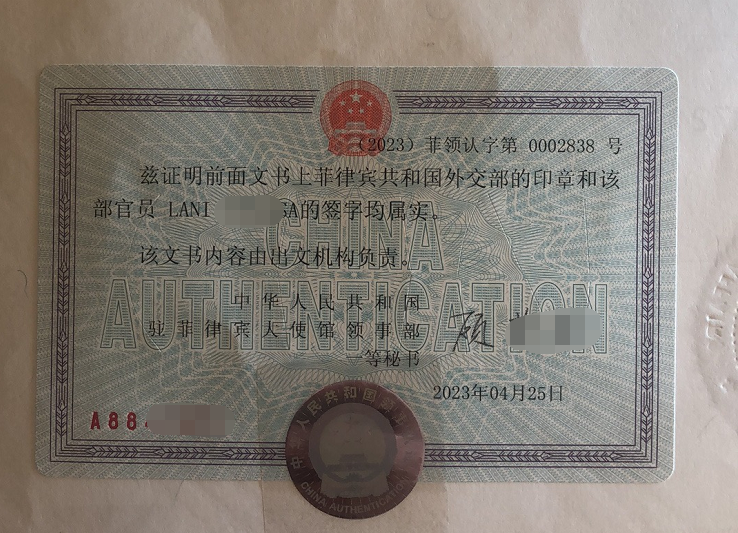 (2023) 菲领认字第 0002838 号
兹证明前面文书上菲律宾共和国外交部的印章和该
部官员 LANI A的签字均属实。
该文书内容由出文机构负责。
CHINA
AUTHENTICATION
中华人民共和国
驻菲律宾大使馆领事部
一等秘书
2023年04月25日
A88
中华人民共和国
CHINA AUTHENTICATION